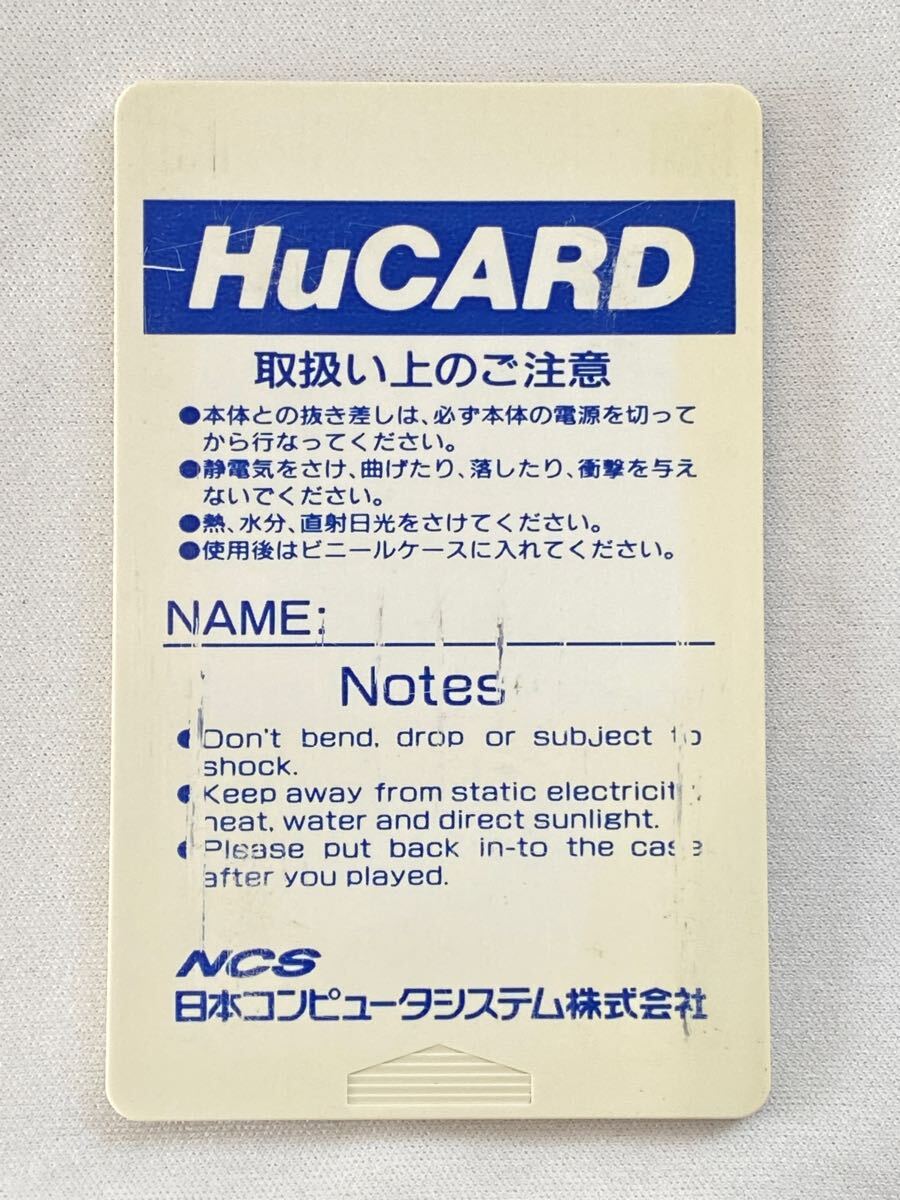 HuCARD
取扱い上のご注意
●本体との抜き差しは、必ず本体の電源を切って
から行なってください。
●静電気をさけ、曲げたり、落したり、衝撃を与え
ないでください。
●熱、水分、直射日光をさけてください。
●使用後はビニールケースに入れてください。
NAME:
Notes
●Don't bend, drop or subject to
shock.
●Keep away from static electricity,
heat, water and direct sunlight.
●Please put back in-to the case
after you played.
NCS
日本コンピュータシステム株式会社